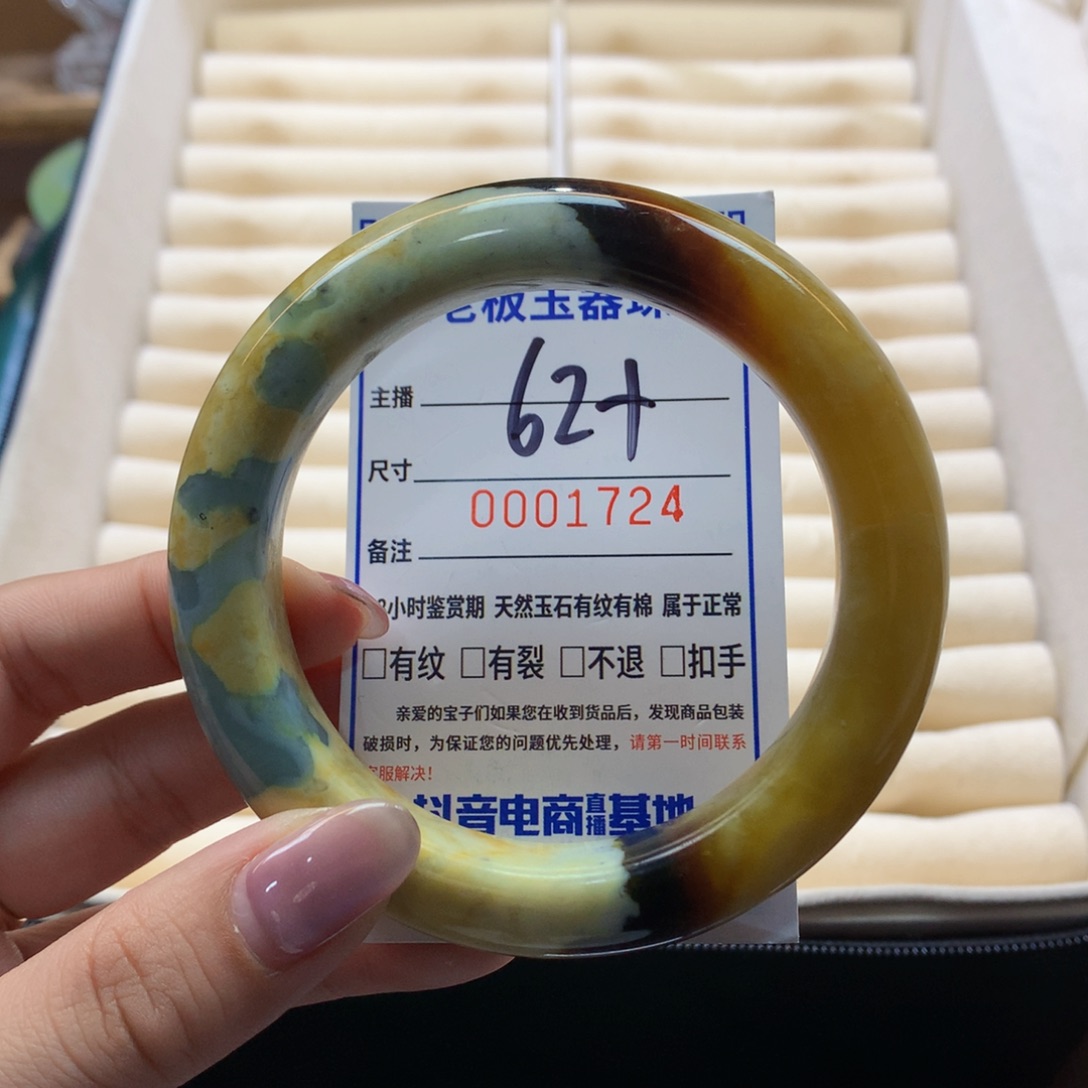 老板玉器珠
主播
62+
尺寸
0001724
备注
小时鉴赏期 天然玉石有纹有棉 属于正常
□有纹 □有裂 □不退 □扣手
亲爱的宝子们如果您在收到货品后，发现商品包装
破损时，为保证您的问题优先处理，请第一时间联系
客服解决！
抖音电商直播基地